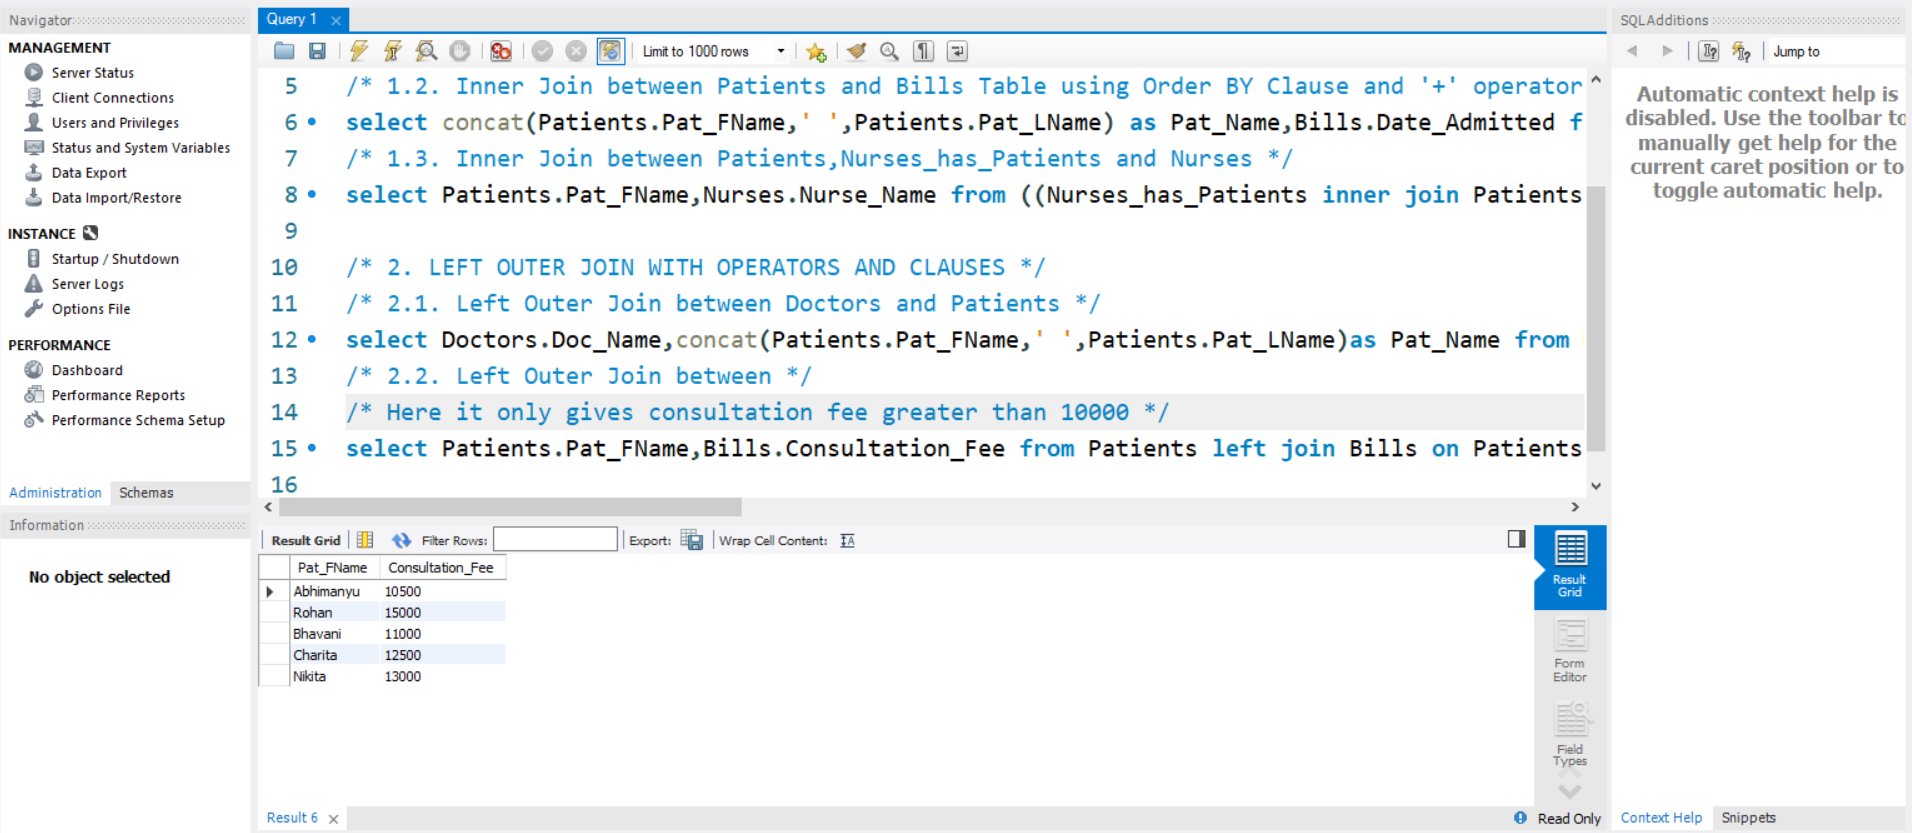 Navigator
MANAGEMENT
Server Status
Client Connections
Users and Privileges
Status and System Variables
Data Export
Data Import/Restore
INSTANCE
Startup / Shutdown
Server Logs
Options File
PERFORMANCE
Dashboard
Performance Reports
Performance Schema Setup
Administration Schemas
Information
No object selected
Query 1
Limit to 1000 rows
5 /* 1.2. Inner Join between Patients and Bills Table using Order BY Clause and '+' operator
6 select concat(Patients.Pat_FName,' ',Patients.Pat_LName) as Pat_Name,Bills.Date_Admitted f
7 /* 1.3. Inner Join between Patients,Nurses_has_Patients and Nurses */
8 select Patients.Pat_FName,Nurses.Nurse_Name from ((Nurses_has_Patients inner join Patients
9
10 /* 2. LEFT OUTER JOIN WITH OPERATORS AND CLAUSES */
11 /* 2.1. Left Outer Join between Doctors and Patients */
12 select Doctors.Doc_Name,concat(Patients.Pat_FName,' ',Patients.Pat_LName)as Pat_Name from
13 /* 2.2. Left Outer Join between */
14 /* Here it only gives consultation fee greater than 10000 */
15 select Patients.Pat_FName,Bills.Consultation_Fee from Patients left join Bills on Patients
16
Result Grid Filter Rows: Export: Wrap Cell Content:
Pat_FName Consultation_Fee
Abhimanyu 10500
Rohan 15000
Bhavani 11000
Charita 12500
Nikita 13000
Result
Grid
Form
Editor
Field
Types
Result 6
Read Only
SQLAdditions
Jump to
Automatic context help is
disabled. Use the toolbar to
manually get help for the
current caret position or to
toggle automatic help.
Context Help Snippets